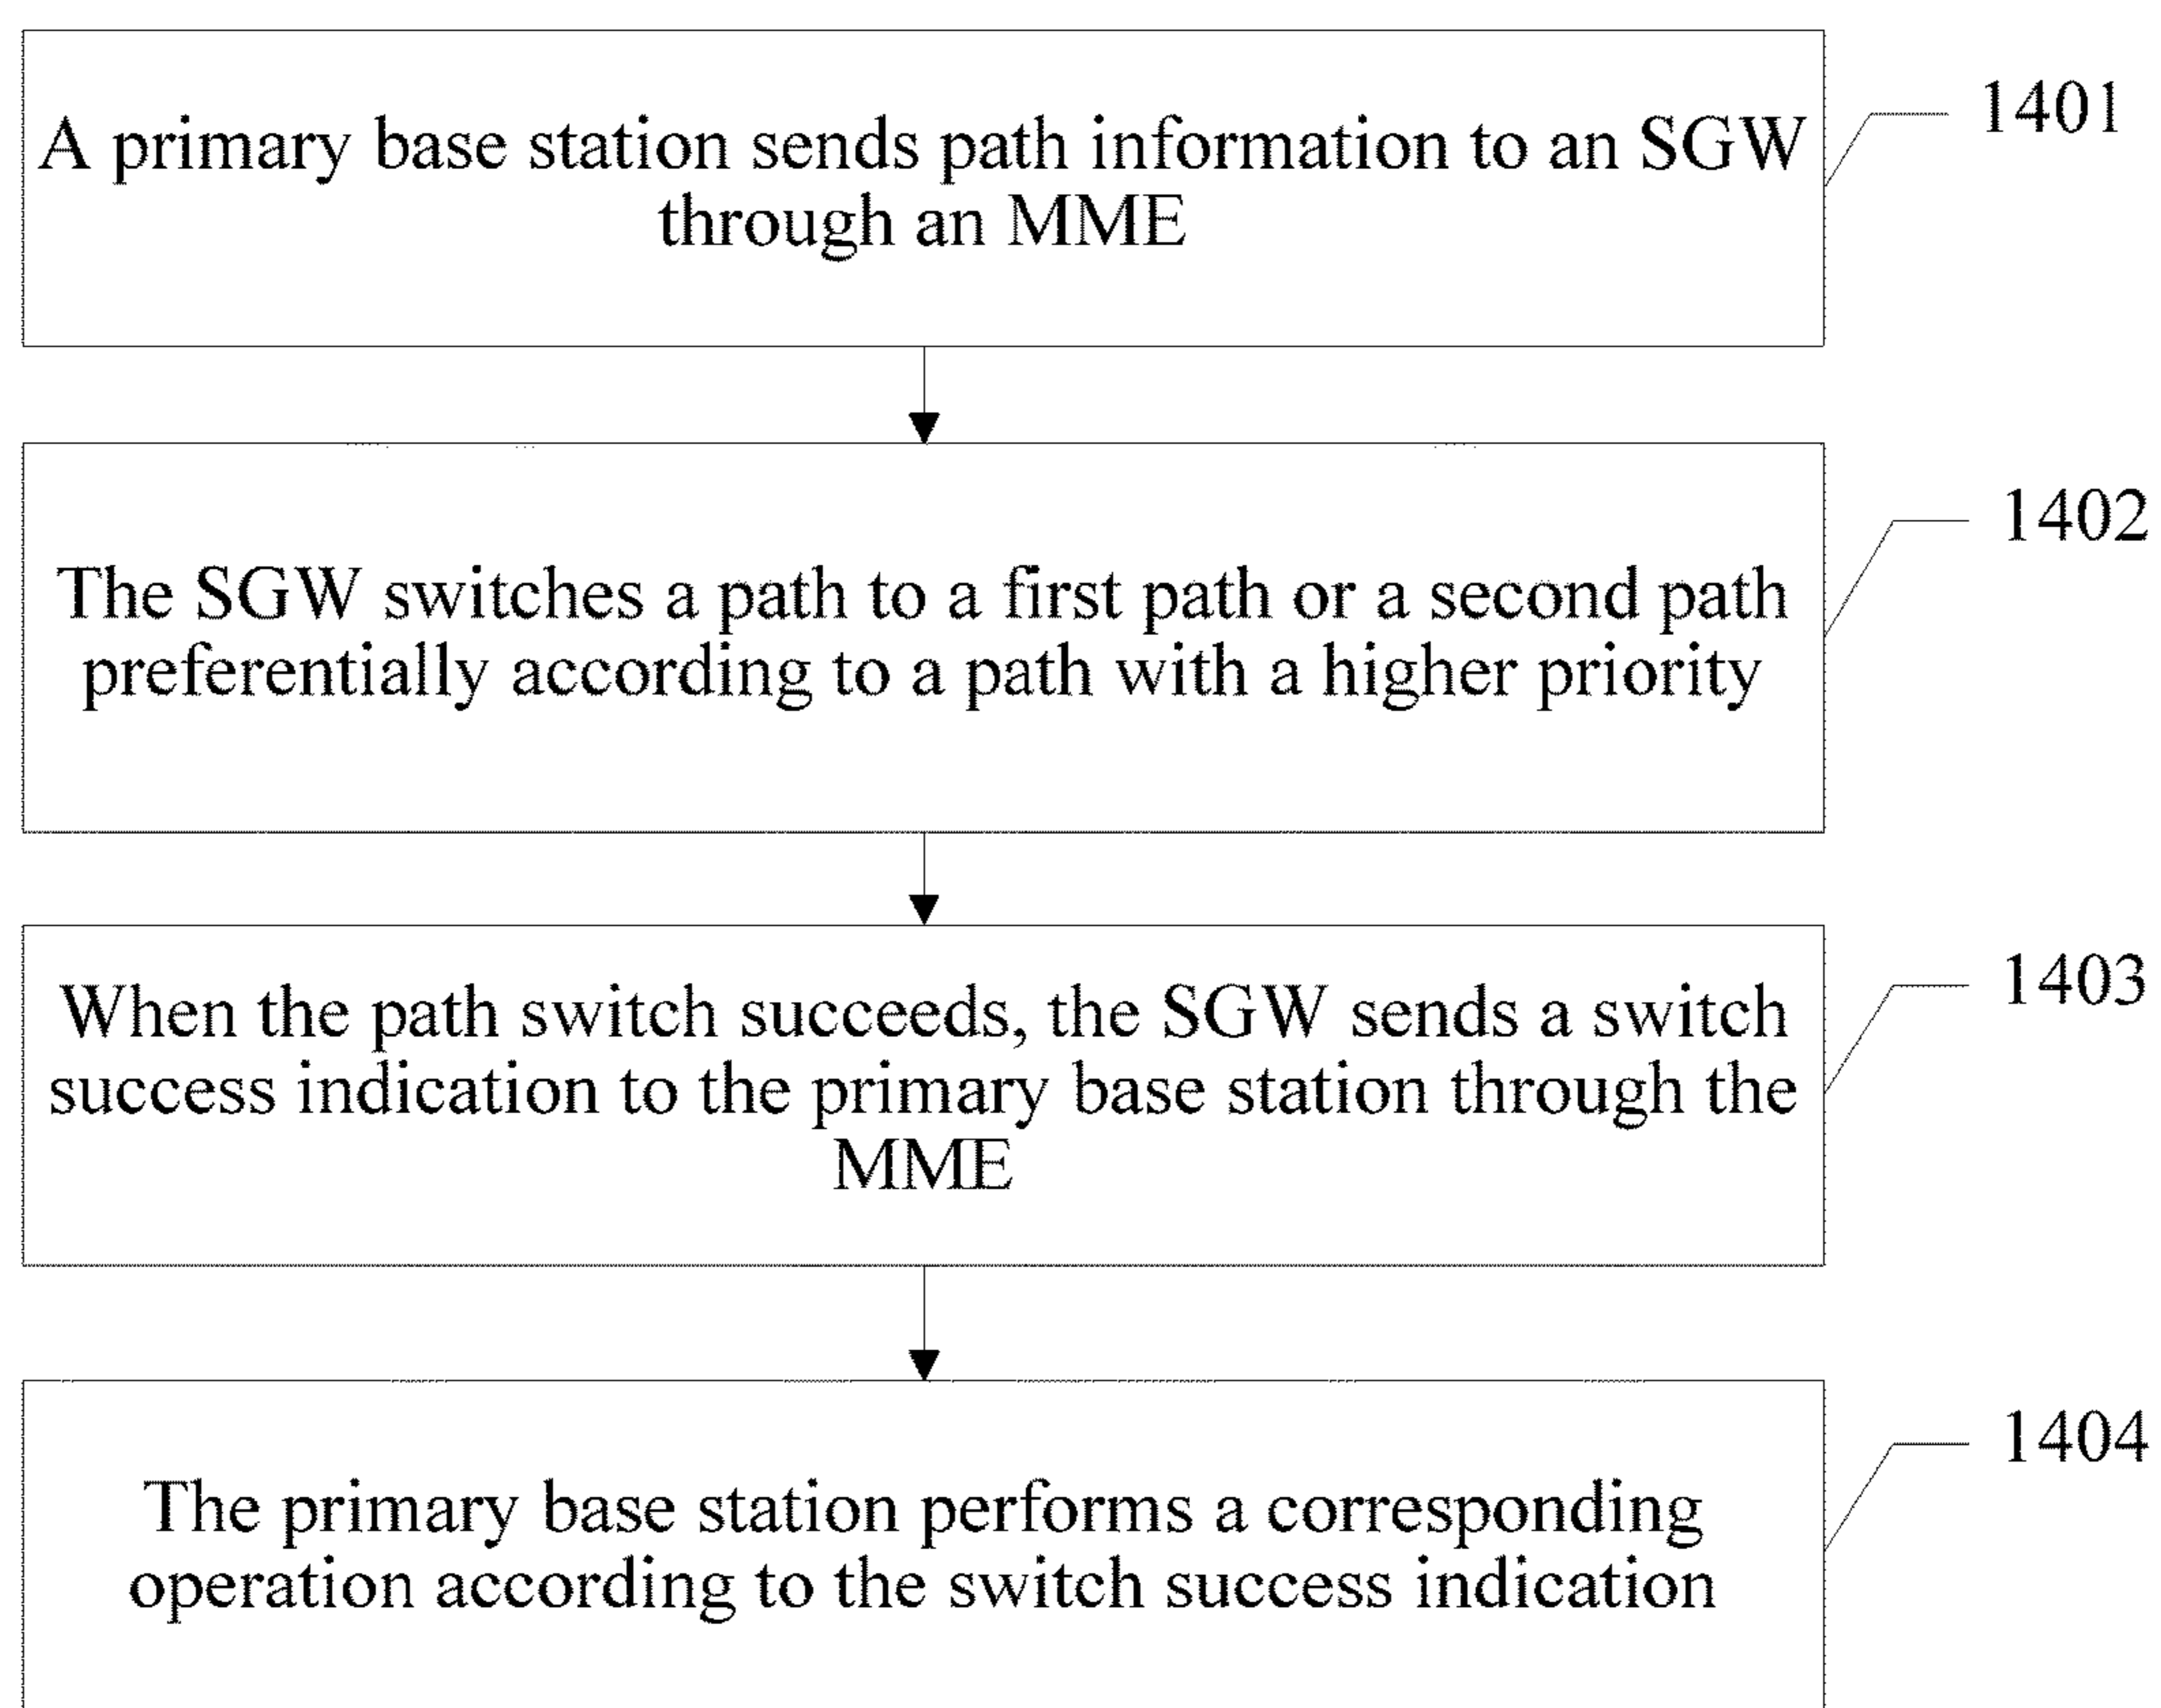 A primary base station sends path information to an SGW
through an MME
1401
The SGW switches a path to a first path or a second path
preferentially according to a path with a higher priority
1402
When the path switch succeeds, the SGW sends a switch
success indication to the primary base station through the
MME
1403
The primary base station performs a corresponding
operation according to the switch success indication
1404